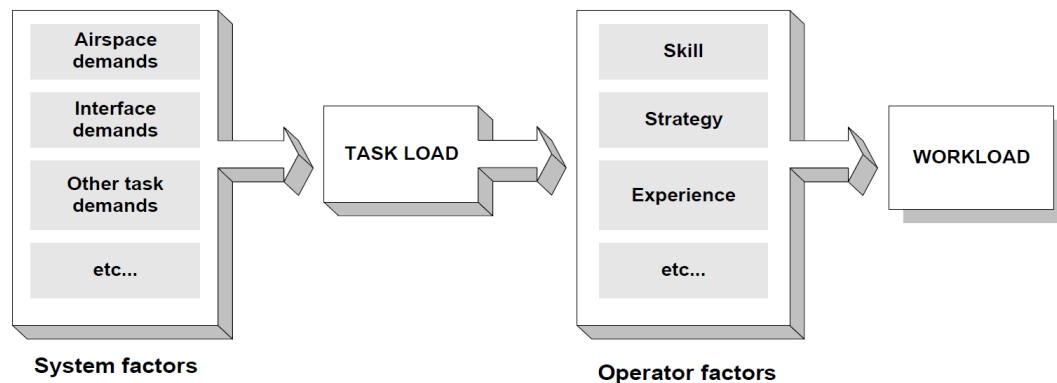 Airspace
demands
Interface
demands
Other task
demands
etc...
System factors
TASK LOAD
Skill
Strategy
Experience
etc...
Operator factors
WORKLOAD